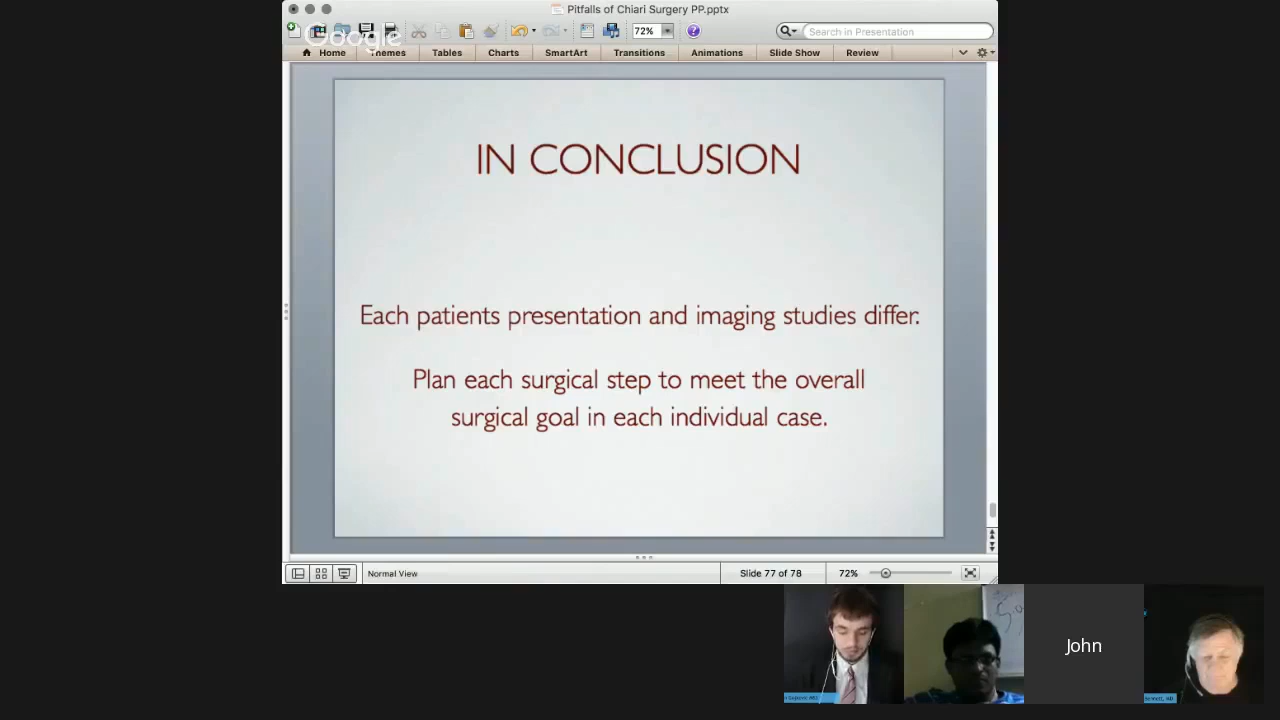 Pitfalls of Chiari Surgery PP.pptx
Google
72%
Search in Presentation
Home Themes Tables Charts SmartArt Transitions Animations Slide Show Review
IN CONCLUSION
Each patients presentation and imaging studies differ.
Plan each surgical step to meet the overall
surgical goal in each individual case.
Normal View
Slide 77 of 78
72%
John